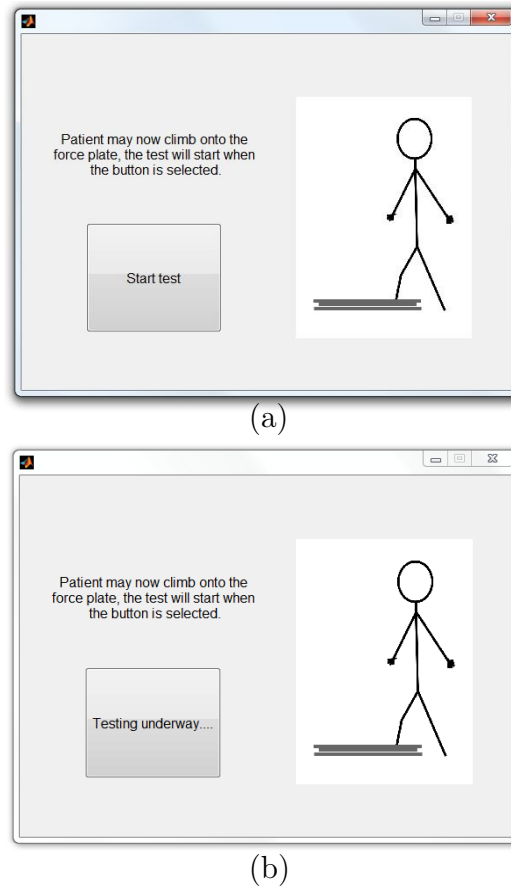 Patient may now climb onto the
force plate, the test will start when
the button is selected.
Start test
(a)
Patient may now climb onto the
force plate, the test will start when
the button is selected.
Testing underway....
(b)